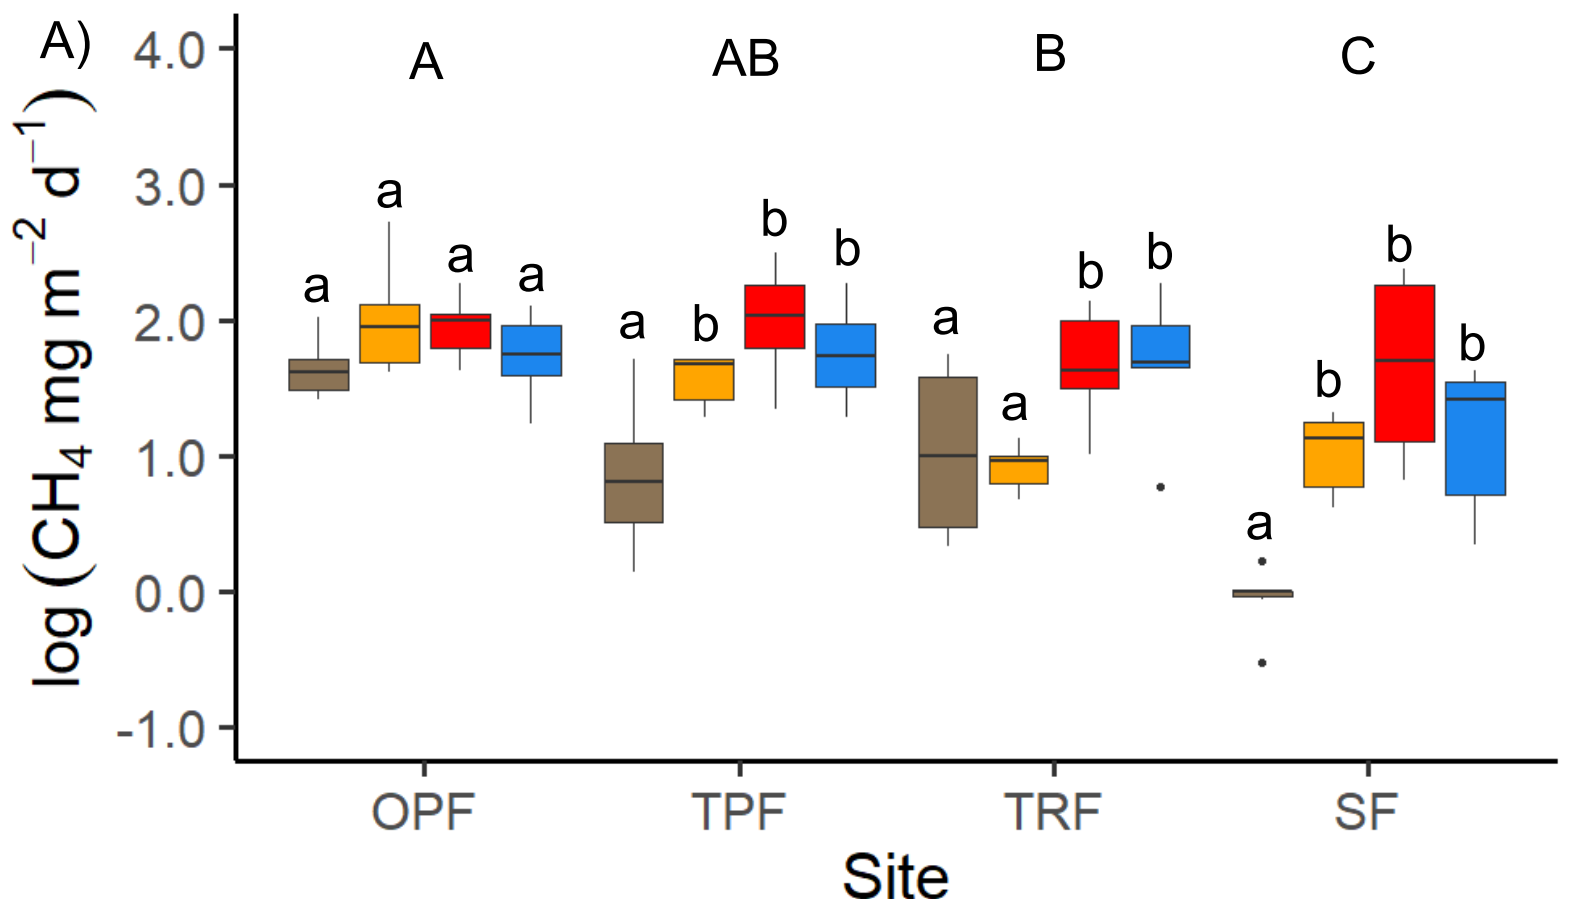 A)
log (CH₄ mg m⁻² d⁻¹)
4.0
3.0
2.0
1.0
0.0
-1.0
A AB B C
a a a a
a b b b
a a b b
a b b b
OPF TPF TRF SF
Site